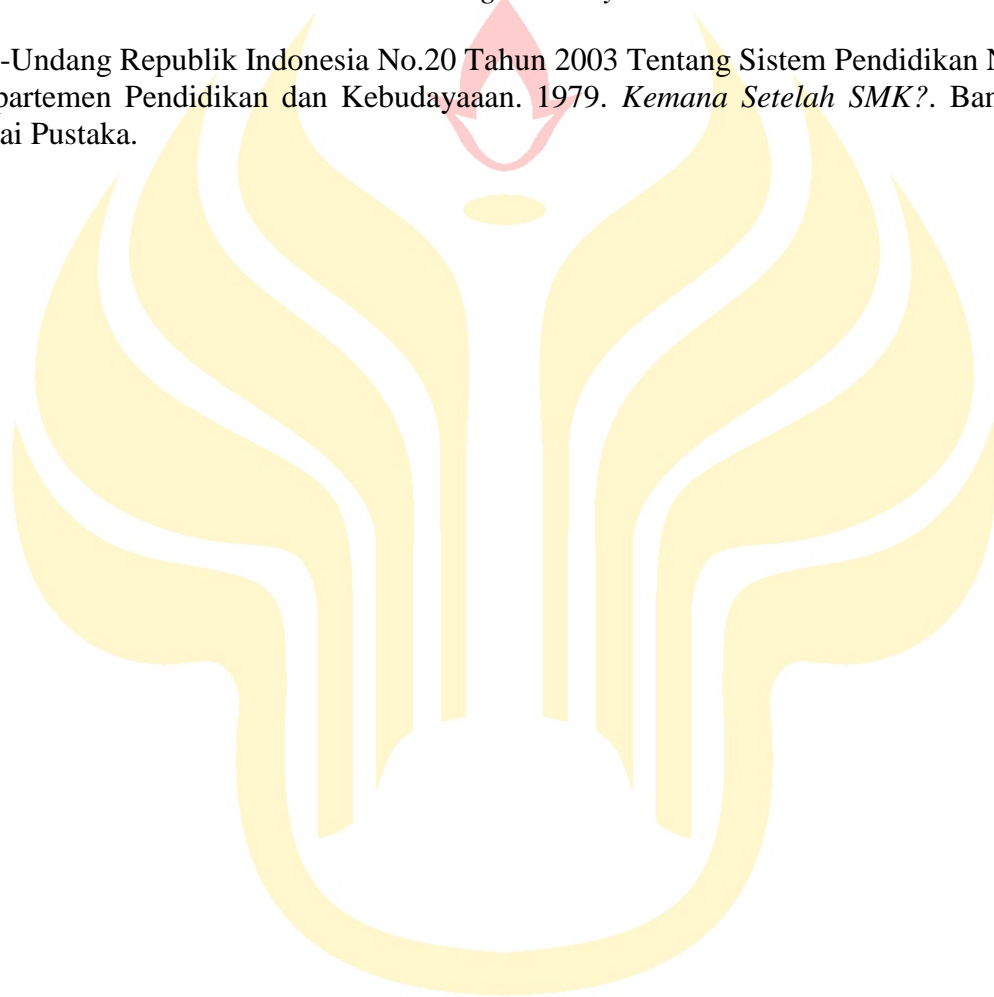 -Undang Republik Indonesia No.20 Tahun 2003 Tentang Sistem Pendidikan N
partemen Pendidikan dan Kebudayaaan. 1979. Kemana Setelah SMK?. Ban
ai Pustaka.